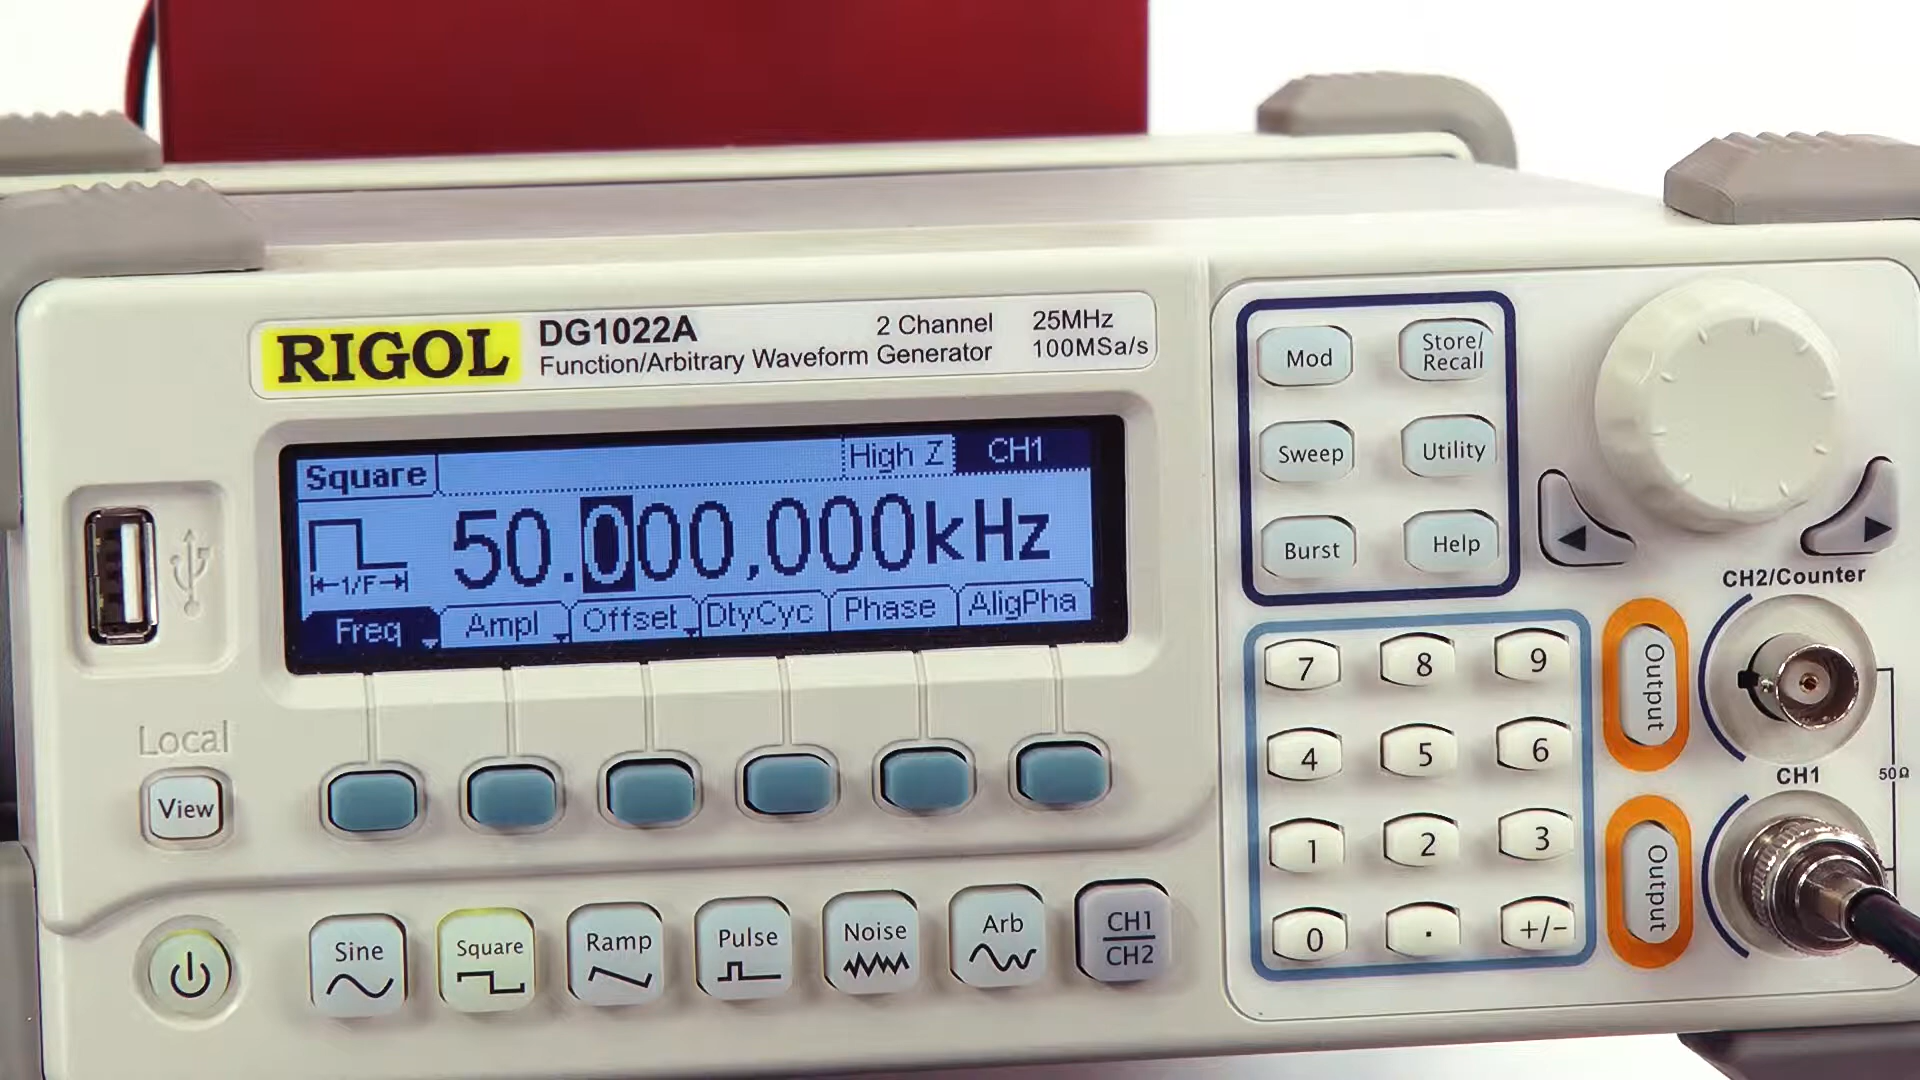 RIGOL
DG1022A
2 Channel
25MHz
Function/Arbitrary Waveform Generator
100MSa/s
Square
High Z
CH1
50.000,000kHz
1/F
Freq
Ampl
Offset
DtyCyc
Phase
AligPha
Local
View
Sine
Square
Ramp
Pulse
Noise
Arb
CH1
CH2
Mod
Store/
Recall
Sweep
Utility
Burst
Help
7
8
9
4
5
6
1
2
3
0
.
+/-
CH2/Counter
Output
CH1
50Ω
Output